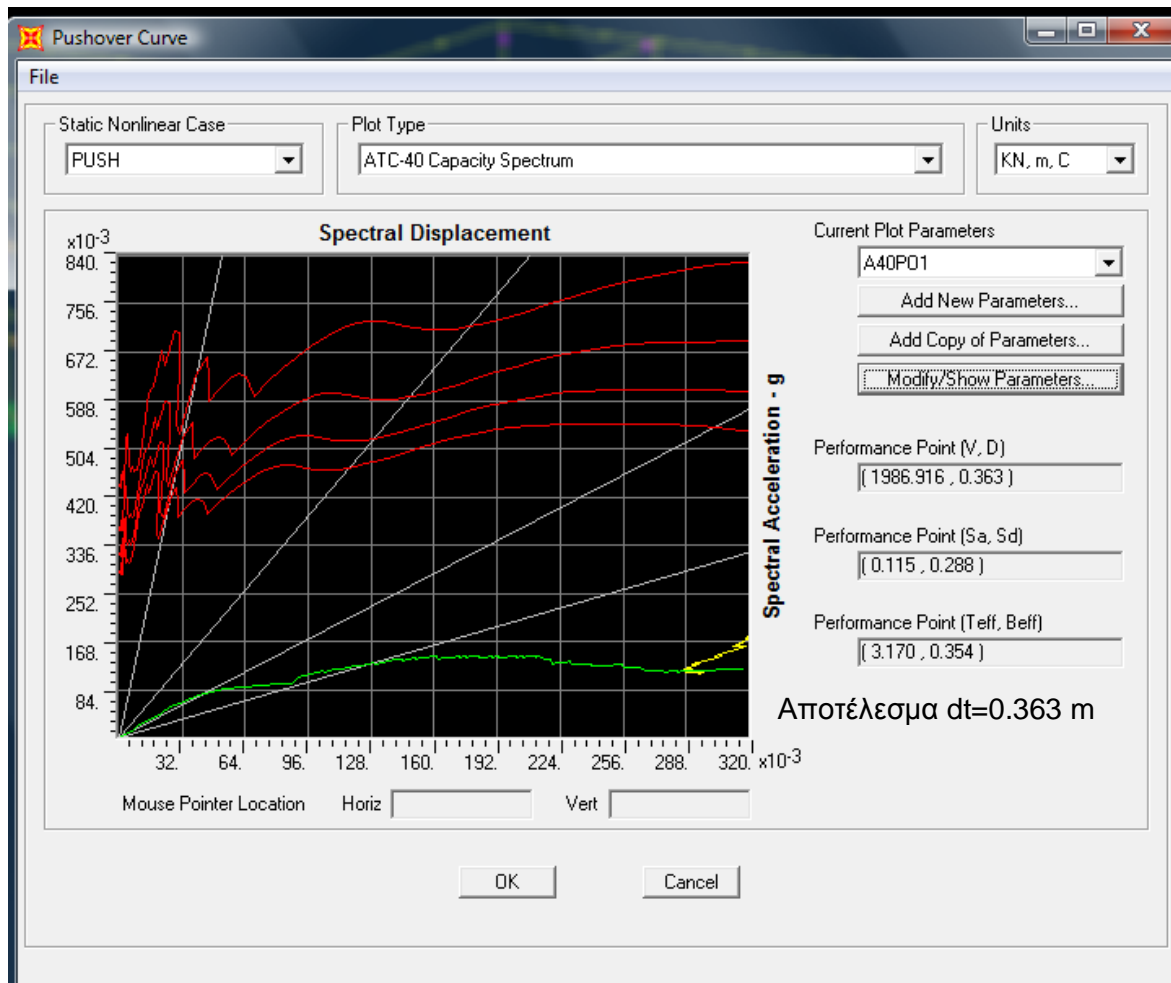 Pushover Curve
File
Static Nonlinear Case
PUSH
Plot Type
ATC-40 Capacity Spectrum
Units
KN, m, C
Spectral Displacement
x10-3
840.
756.
672.
588.
504.
420.
336.
252.
168.
84.
32. 64. 96. 128. 160. 192. 224. 256. 288. 320. x10-3
Spectral Acceleration - g
Mouse Pointer Location Horiz Vert
Current Plot Parameters
A40PO1
Add New Parameters...
Add Copy of Parameters...
Modify/Show Parameters...
Performance Point (V, D)
( 1986.916 , 0.363 )
Performance Point (Sa, Sd)
( 0.115 , 0.288 )
Performance Point (Teff, Beff)
( 3.170 , 0.354 )
Αποτέλεσμα dt=0.363 m
OK
Cancel